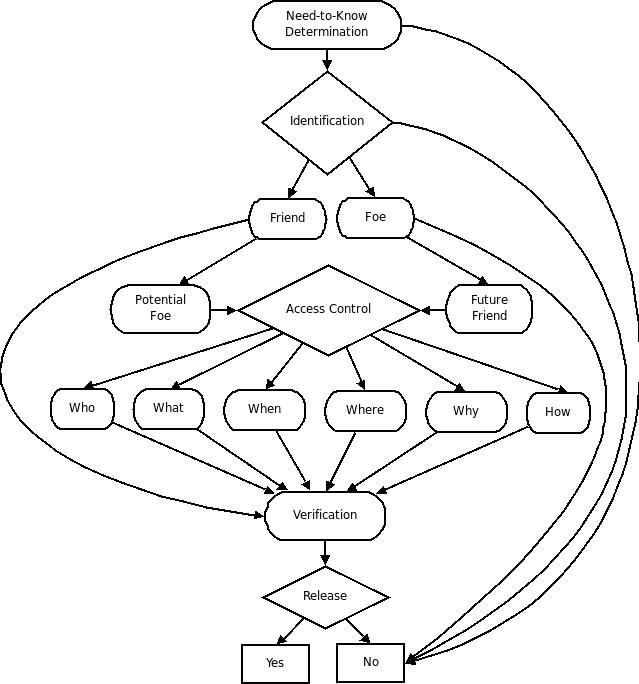 Need-to-Know
Determination
Identification
Friend
Foe
Potential
Foe
Access Control
Future
Friend
Who
What
When
Where
Why
How
Verification
Release
Yes
No